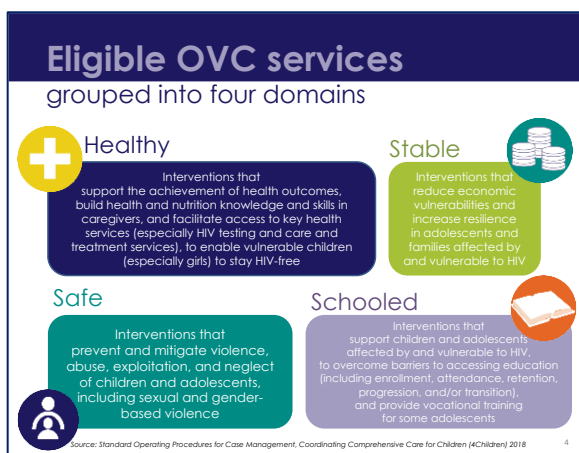 Eligible OVC services
grouped into four domains
Healthy
Interventions that
support the achievement of health outcomes,
build health and nutrition knowledge and skills in
caregivers, and facilitate access to key health
services (especially HIV testing and care and
treatment services), to enable vulnerable children
(especially girls) to stay HIV-free
Stable
Interventions that
reduce economic
vulnerabilities and
increase resilience
in adolescents and
families affected by
and vulnerable to HIV
Safe
Interventions that
prevent and mitigate violence,
abuse, exploitation, and neglect
of children and adolescents,
including sexual and gender-
based violence
Schooled
Interventions that
support children and adolescents
affected by and vulnerable to HIV,
to overcome barriers to accessing education
(including enrollment, attendance, retention,
progression, and/or transition),
and provide vocational training
for some adolescents
Source: Standard Operating Procedures for Case Management, Coordinating Comprehensive Care for Children (4Children) 2018
4